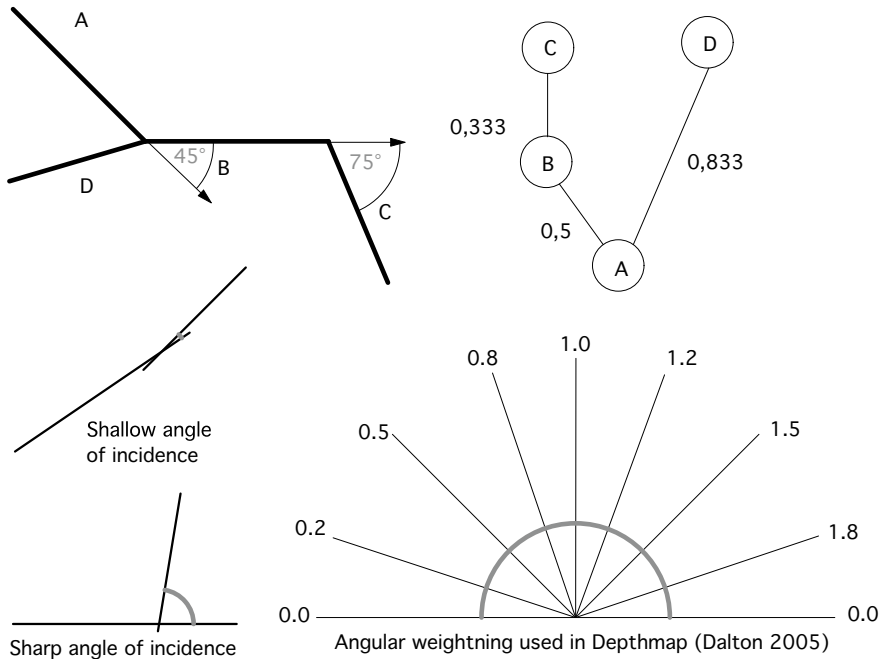 A
45°
B
75°
D
C
C
D
0,333
B
0,833
0,5
A
Shallow angle
of incidence
Sharp angle of incidence
1.0
0.8
1.2
0.5
1.5
0.2
1.8
0.0
0.0
Angular weightning used in Depthmap (Dalton 2005)